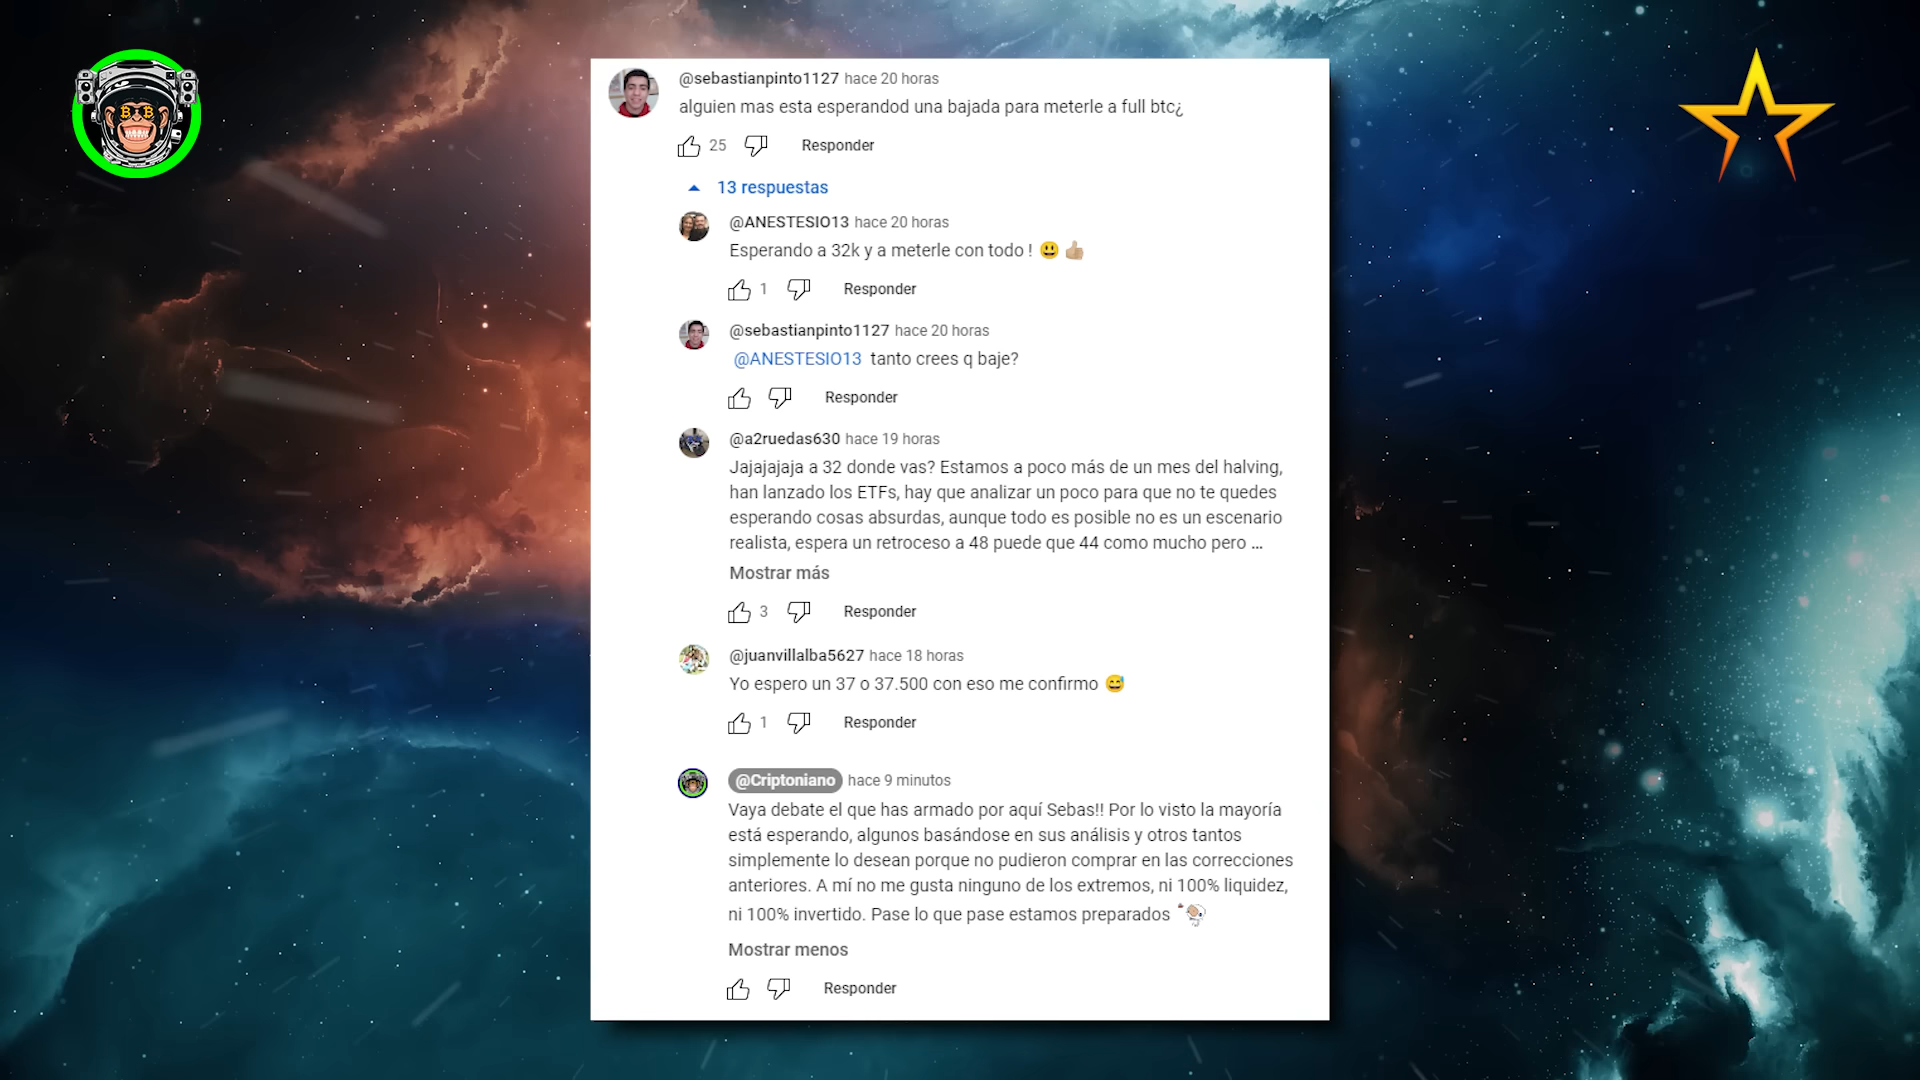 @sebastianpinto1127 hace 20 horas
alguien mas esta esperandod una bajada para meterle a full btc¿
25 Responder
13 respuestas
@ANESTESIO13 hace 20 horas
Esperando a 32k y a meterle con todo ! 😃 👍🏼
1 Responder
@sebastianpinto1127 hace 20 horas
@ANESTESIO13 tanto crees q baje?
Responder
@a2ruedas630 hace 19 horas
Jajajajaja a 32 donde vas? Estamos a poco más de un mes del halving,
han lanzado los ETFs, hay que analizar un poco para que no te quedes
esperando cosas absurdas, aunque todo es posible no es un escenario
realista, espera un retroceso a 48 puede que 44 como mucho pero ...
Mostrar más
3 Responder
@juanvillalba5627 hace 18 horas
Yo espero un 37 o 37.500 con eso me confirmo 😅
1 Responder
@Criptoniano hace 9 minutos
Vaya debate el que has armado por aquí Sebas!! Por lo visto la mayoría
está esperando, algunos basándose en sus análisis y otros tantos
simplemente lo desean porque no pudieron comprar en las correcciones
anteriores. A mí no me gusta ninguno de los extremos, ni 100% liquidez,
ni 100% invertido. Pase lo que pase estamos preparados
Mostrar menos
Responder